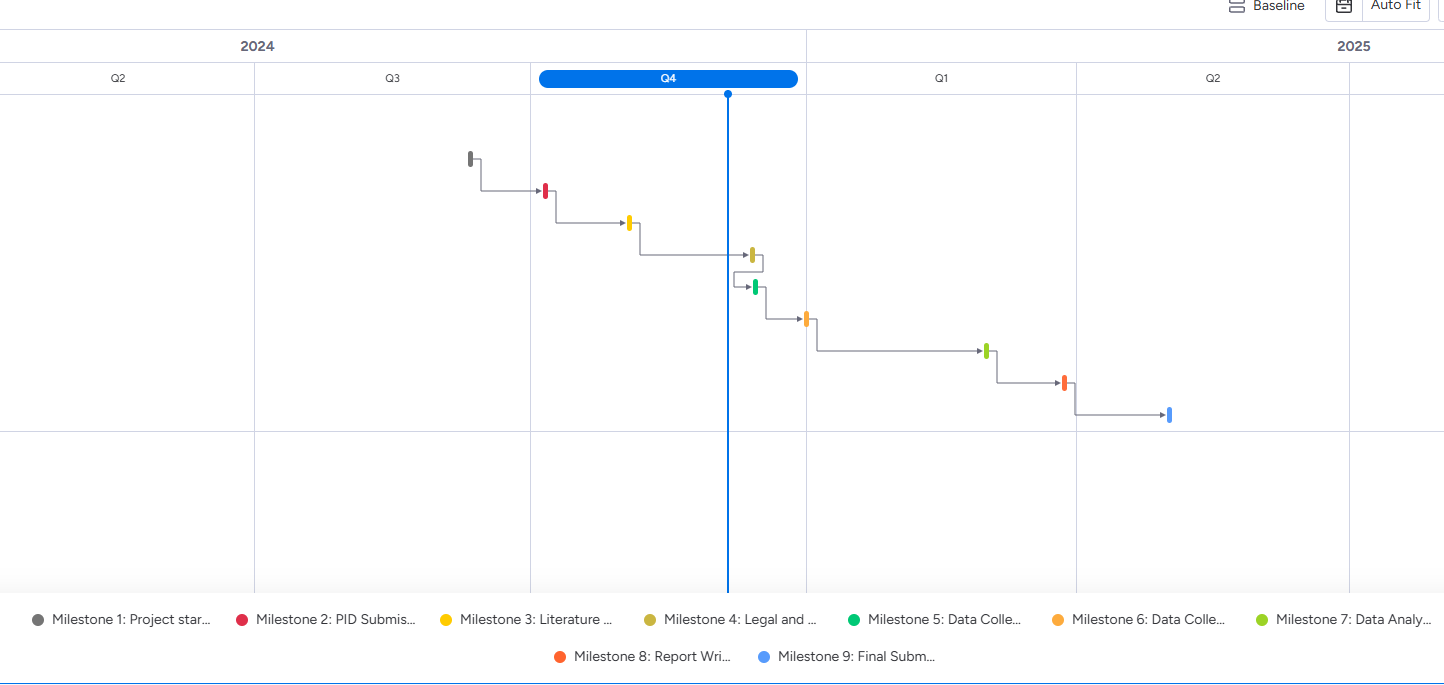 Baseline
Auto Fit
2024
2025
Q2
Q3
Q4
Q1
Q2
Milestone 1: Project star...
Milestone 2: PID Submis...
Milestone 3: Literature ...
Milestone 4: Legal and ...
Milestone 5: Data Colle...
Milestone 6: Data Colle...
Milestone 7: Data Analy...
Milestone 8: Report Wri...
Milestone 9: Final Subm...